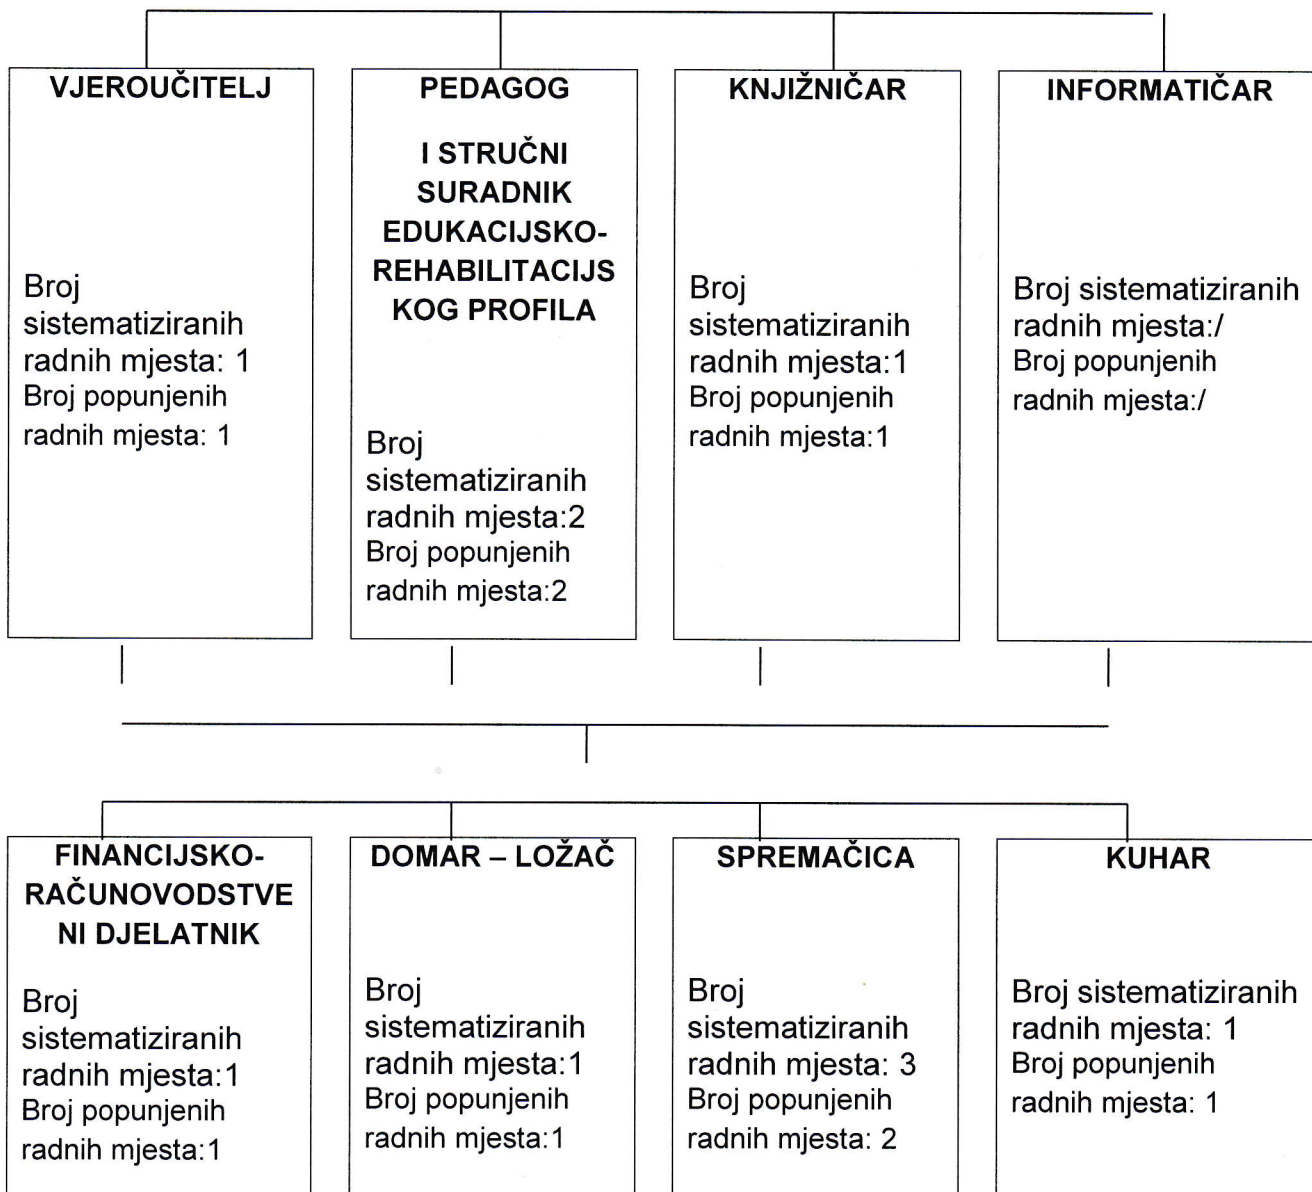 VJEROUČITELJ
Broj
sistematiziranih
radnih mjesta: 1
Broj popunjenih
radnih mjesta: 1
PEDAGOG
I STRUČNI
SURADNIK
EDUKACIJSKO-
REHABILITACIJS
KOG PROFILA
Broj
sistematiziranih
radnih mjesta:2
Broj popunjenih
radnih mjesta:2
KNJIŽNIČAR
Broj
sistematiziranih
radnih mjesta:1
Broj popunjenih
radnih mjesta:1
INFORMATIČAR
Broj sistematiziranih
radnih mjesta:/
Broj popunjenih
radnih mjesta:/
FINANCIJSKO-
RAČUNOVODSTVE
NI DJELATNIK
Broj
sistematiziranih
radnih mjesta:1
Broj popunjenih
radnih mjesta:1
DOMAR – LOŽAČ
Broj
sistematiziranih
radnih mjesta:1
Broj popunjenih
radnih mjesta:1
SPREMAČICA
Broj
sistematiziranih
radnih mjesta: 3
Broj popunjenih
radnih mjesta: 2
KUHAR
Broj sistematiziranih
radnih mjesta: 1
Broj popunjenih
radnih mjesta: 1